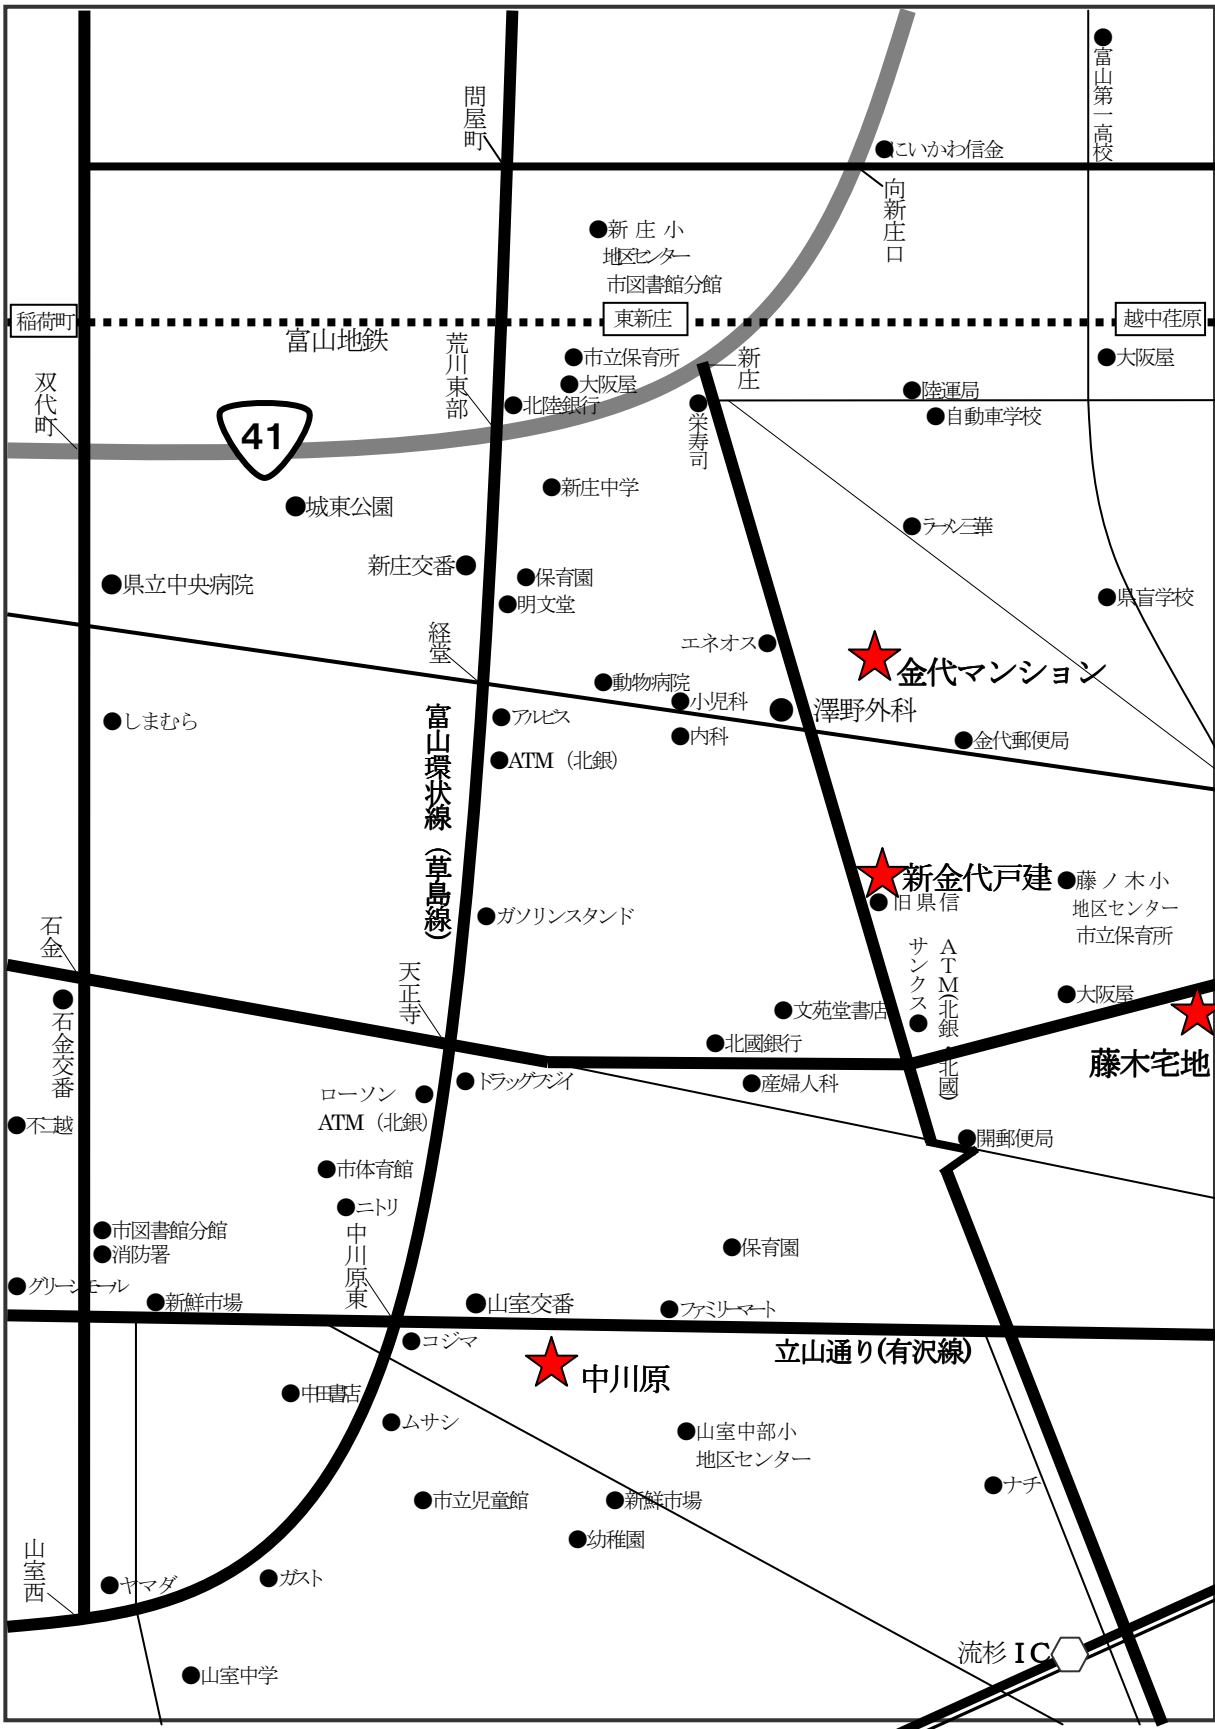 富山第一高校
問屋町
にいかわ信金
向新庄口
新庄小
地区センター
市図書館分館
稲荷町
東新庄
越中荏原
富山地鉄
荒川東部
市立保育所
新庄
大阪屋
大阪屋
双代町
北陸銀行
陸運局
自動車学校
栄寿司
41
新庄中学
城東公園
ラーメン三華
新庄交番
保育園
県立中央病院
明文堂
県盲学校
経堂
エネオス
金代マンション
動物病院
小児科
澤野外科
しまむら
アルビス
内科
金代郵便局
富山環状線（草島線）
ATM（北銀）
新金代戸建
藤ノ木小
地区センター
市立保育所
旧県信
ガソリンスタンド
石金
サンクス
ATM(北銀・北國)
天正寺
大阪屋
石金交番
文苑堂書店
北國銀行
藤木宅地
ドラッグフジイ
産婦人科
ローソン
ATM（北銀）
不二越
開郵便局
市体育館
ニトリ
中川原東
市図書館分館
消防署
保育園
グリーンモール
新鮮市場
山室交番
ファミリーマート
コジマ
立山通り(有沢線)
中川原
中田書店
ムサシ
山室中部小
地区センター
ナチ
市立児童館
新鮮市場
幼稚園
山室西
ヤマダ
ガスト
流杉IC
山室中学